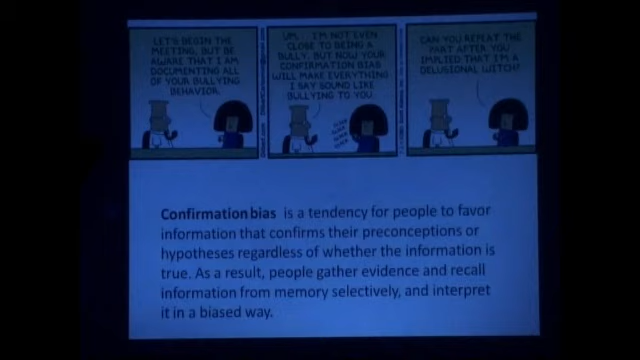 LET'S BEGIN THE
MEETING, BUT BE
AWARE THAT I AM
DOCUMENTING ALL
OF YOUR BULLYING
BEHAVIOR.
UM... I'M NOT EVEN
CLOSE TO BEING A
BULLY. BUT NOW YOUR
CONFIRMATION BIAS
WILL MAKE EVERYTHING
I SAY SOUND LIKE
BULLYING TO YOU.
CAN YOU REPEAT THE
PART AFTER YOU
IMPLIED THAT I'M A
DELUSIONAL WITCH?
Confirmation bias is a tendency for people to favor
information that confirms their preconceptions or
hypotheses regardless of whether the information is
true. As a result, people gather evidence and recall
information from memory selectively, and interpret
it in a biased way.